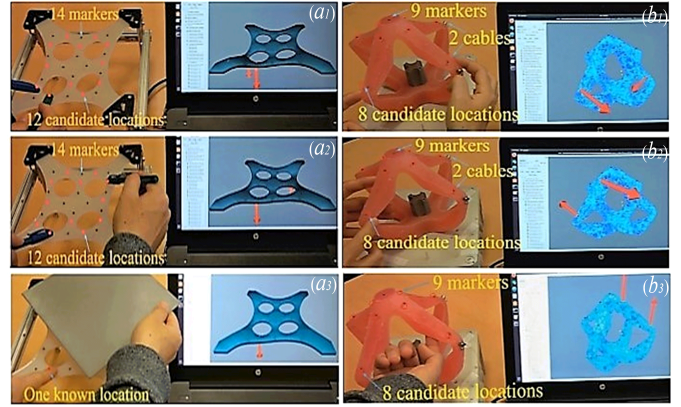 14 markers
(a1)
12 candidate locations
9 markers
2 cables
(b1)
8 candidate locations
14 markers
(a2)
12 candidate locations
9 markers
2 cables
(b2)
8 candidate locations
(a3)
One known location
9 markers
(b3)
8 candidate locations